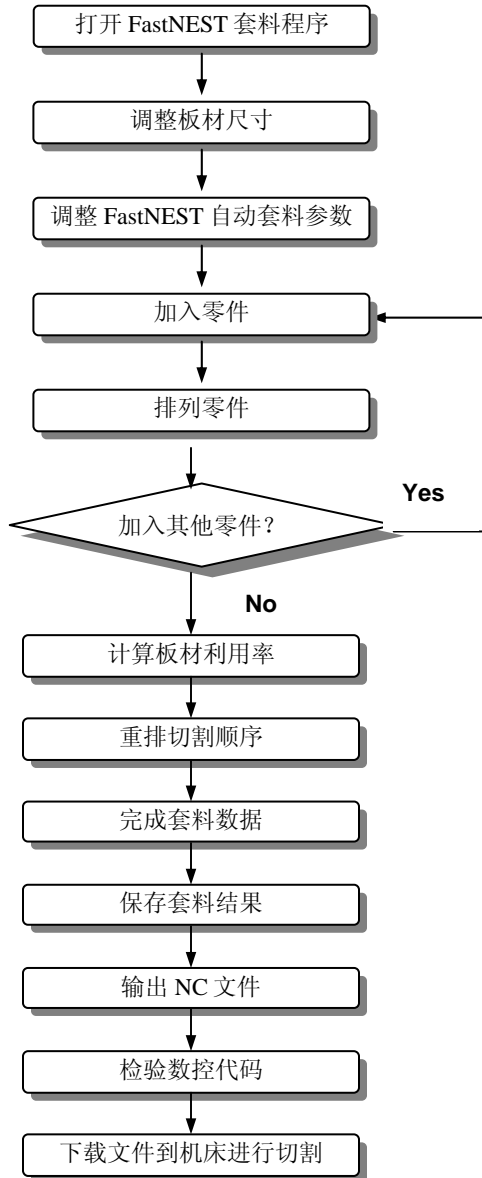 打开 FastNEST 套料程序
调整板材尺寸
调整 FastNEST 自动套料参数
加入零件
排列零件
加入其他零件?
Yes
No
计算板材利用率
重排切割顺序
完成套料数据
保存套料结果
输出 NC 文件
检验数控代码
下载文件到机床进行切割